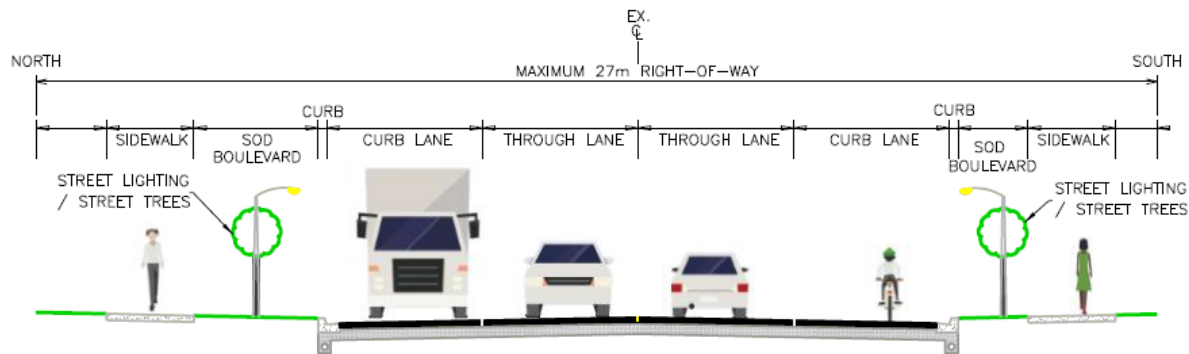 EX.
CL
NORTH
SOUTH
MAXIMUM 27m RIGHT-OF-WAY
CURB
CURB
SIDEWALK
SOD
BOULEVARD
CURB LANE
THROUGH LANE
THROUGH LANE
CURB LANE
SOD
BOULEVARD
SIDEWALK
STREET LIGHTING
/ STREET TREES
STREET LIGHTING
/ STREET TREES